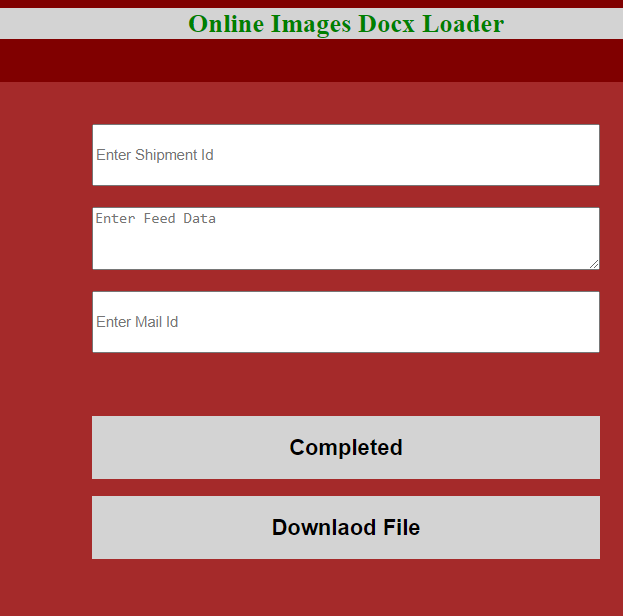 Online Images Docx Loader
Enter Shipment Id
Enter Feed Data
Enter Mail Id
Completed
Downlaod File